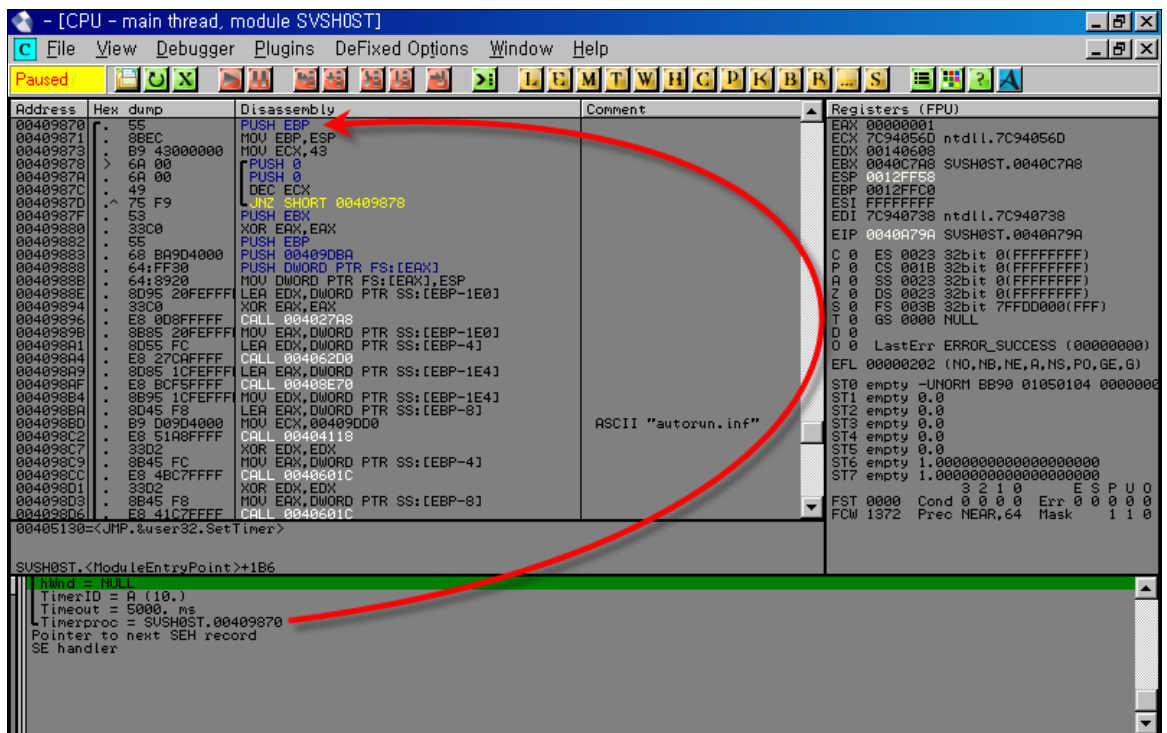 - [CPU - main thread, module SVSH0ST]
C File View Debugger Plugins DeFixed Options Window Help
Paused L E M T W H C P K B R ... S ? A
Address Hex dump Disassembly Comment
00409870 . 55 PUSH EBP
00409871 . 8BEC MOV EBP,ESP
00409873 . B9 43000000 MOV ECX,43
00409878 > 6A 00 PUSH 0
0040987A . 6A 00 PUSH 0
0040987C . 49 DEC ECX
0040987D .^ 75 F9 JNZ SHORT 00409878
0040987F . 53 PUSH EBX
00409880 . 33C0 XOR EAX,EAX
00409882 . 55 PUSH EBP
00409883 . 68 BA9D4000 PUSH 00409DBA
00409888 . 64:FF30 PUSH DWORD PTR FS:[EAX]
0040988B . 64:8920 MOV DWORD PTR FS:[EAX],ESP
0040988E . 8D95 20FEFFFF LEA EDX,DWORD PTR SS:[EBP-1E0]
00409894 . 33C0 XOR EAX,EAX
00409896 . E8 0D8FFFFF CALL 004027A8
0040989B . 8B85 20FEFFFF MOV EAX,DWORD PTR SS:[EBP-1E0]
004098A1 . 8D55 FC LEA EDX,DWORD PTR SS:[EBP-4]
004098A4 . E8 27CAFFFF CALL 004062D0
004098A9 . 8D85 1CFEFFFF LEA EAX,DWORD PTR SS:[EBP-1E4]
004098AF . E8 BCF5FFFF CALL 00408E70
004098B4 . 8B95 1CFEFFFF MOV EDX,DWORD PTR SS:[EBP-1E4]
004098BA . 8D45 F8 LEA EAX,DWORD PTR SS:[EBP-8]
004098BD . B9 D09D4000 MOV ECX,00409DD0 ASCII "autorun.inf"
004098C2 . E8 51A8FFFF CALL 00404118
004098C7 . 33D2 XOR EDX,EDX
004098C9 . 8B45 FC MOV EAX,DWORD PTR SS:[EBP-4]
004098CC . E8 4BC7FFFF CALL 0040601C
004098D1 . 33D2 XOR EDX,EDX
004098D3 . 8B45 F8 MOV EAX,DWORD PTR SS:[EBP-8]
004098D6 . E8 41C7FFFF CALL 0040601C
00405130=<JMP.&user32.SetTimer>
SVSH0ST.<ModuleEntryPoint>+1B6
Registers (FPU)
EAX 00000001
ECX 7C94056D ntdll.7C94056D
EDX 00140608
EBX 0040C7A8 SVSH0ST.0040C7A8
ESP 0012FF58
EBP 0012FFC0
ESI FFFFFFFF
EDI 7C940738 ntdll.7C940738
EIP 0040A79A SVSH0ST.0040A79A
C 0 ES 0023 32bit 0(FFFFFFFF)
P 0 CS 001B 32bit 0(FFFFFFFF)
A 0 SS 0023 32bit 0(FFFFFFFF)
Z 0 DS 0023 32bit 0(FFFFFFFF)
S 0 FS 003B 32bit 7FFDD000(FFF)
T 0 GS 0000 NULL
D 0
O 0 LastErr ERROR_SUCCESS (00000000)
EFL 00000202 (NO,NB,NE,A,NS,PO,GE,G)
ST0 empty -UNORM BB90 01050104 0000000
ST1 empty 0.0
ST2 empty 0.0
ST3 empty 0.0
ST4 empty 0.0
ST5 empty 0.0
ST6 empty 1.0000000000000000000
ST7 empty 1.0000000000000000000
3 2 1 0 E S P U O
FST 0000 Cond 0 0 0 0 Err 0 0 0 0 0
FCW 1372 Prec NEAR,64 Mask 1 1 0
hWnd = NULL
TimerID = A (10.)
Timeout = 5000. ms
Timerproc = SVSH0ST.00409870
Pointer to next SEH record
SE handler